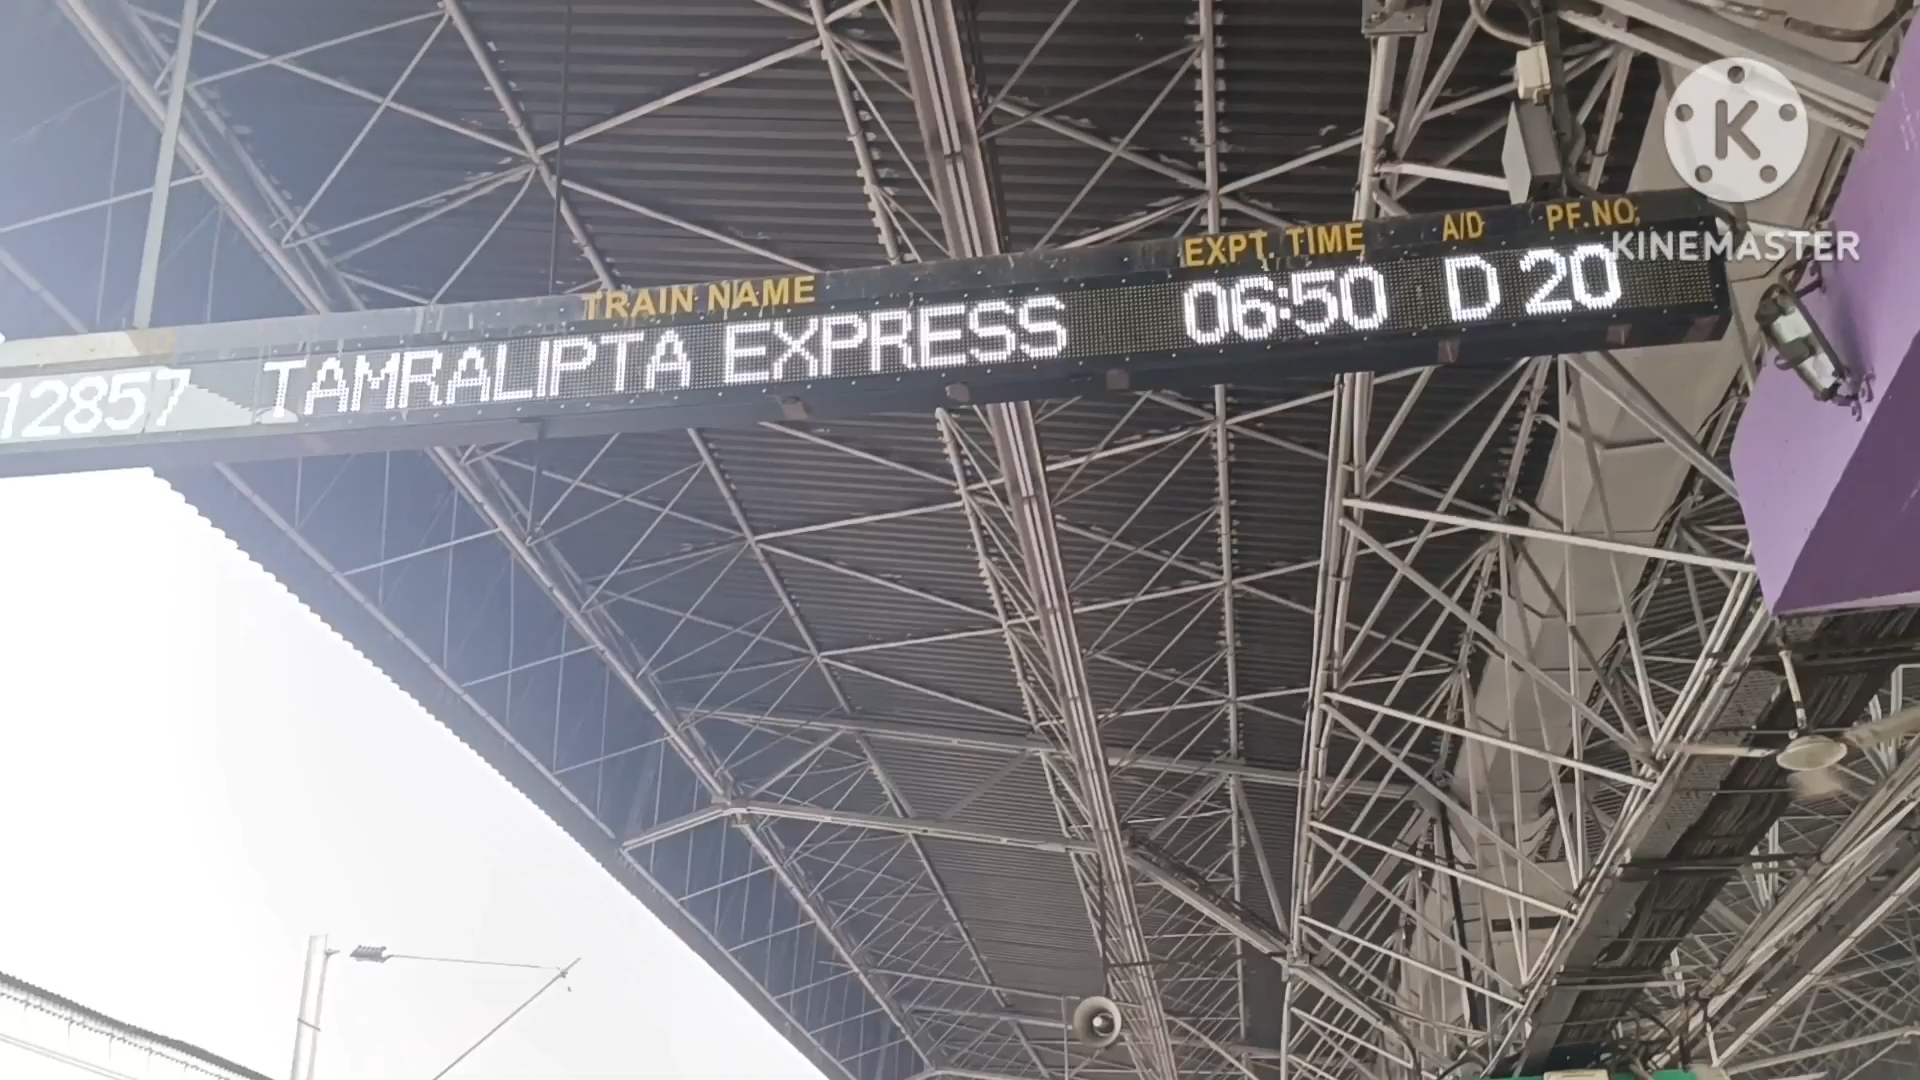 TRAIN NAME EXPT. TIME A/D PF.NO.
12857 TAMRALIPTA EXPRESS 06:50 D 20
K
KINEMASTER